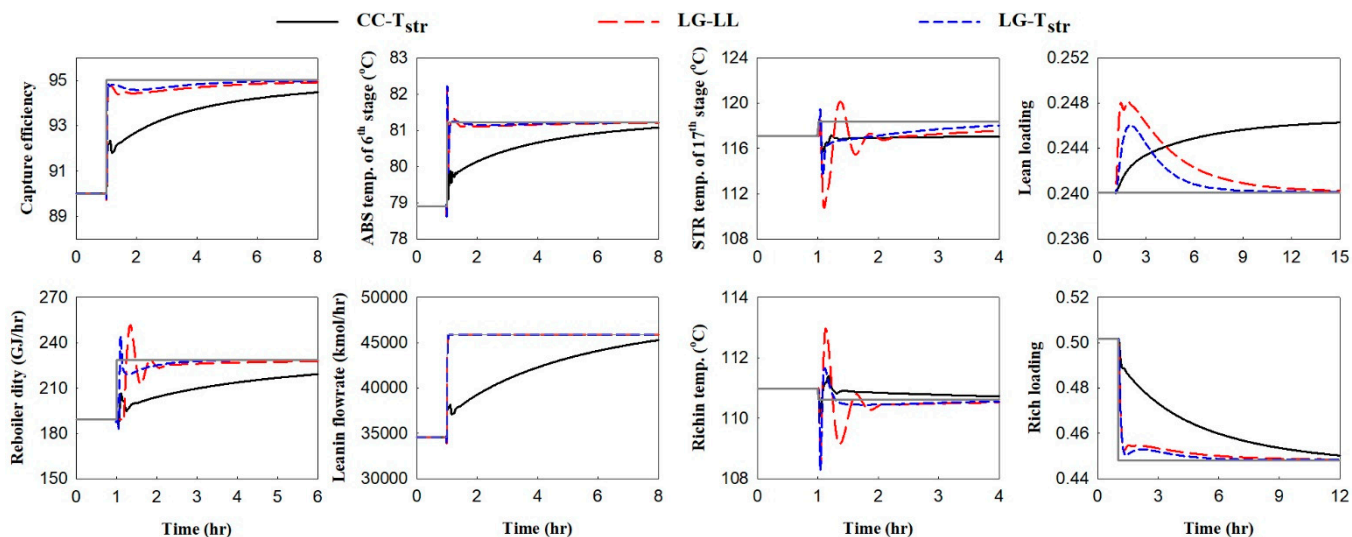 CC-Tstr LG-LL LG-Tstr
Capture efficiency
95
93
91
89
0 2 4 6 8
ABS temp. of 6th stage (°C)
83
82
81
80
79
78
0 2 4 6 8
STR temp. of 17th stage (°C)
124
120
116
112
108
0 1 2 3 4
Lean loading
0.252
0.248
0.244
0.240
0.236
0 3 6 9 12 15
Reboiler dity (GJ/hr)
270
240
210
180
150
0 1 2 3 4 5 6
Time (hr)
Leanin flowrate (kmol/hr)
50000
45000
40000
35000
30000
0 2 4 6 8
Time (hr)
Richin temp. (°C)
114
112
110
108
0 1 2 3 4
Time (hr)
Rich loading
0.52
0.50
0.48
0.46
0.44
0 3 6 9 12
Time (hr)